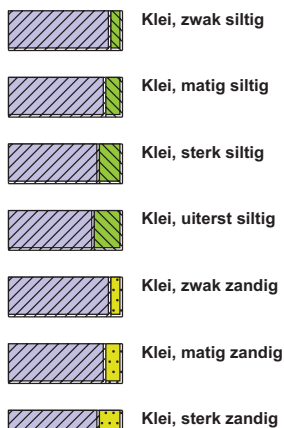 Klei, zwak siltig
Klei, matig siltig
Klei, sterk siltig
Klei, uiterst siltig
Klei, zwak zandig
Klei, matig zandig
Klei, sterk zandig